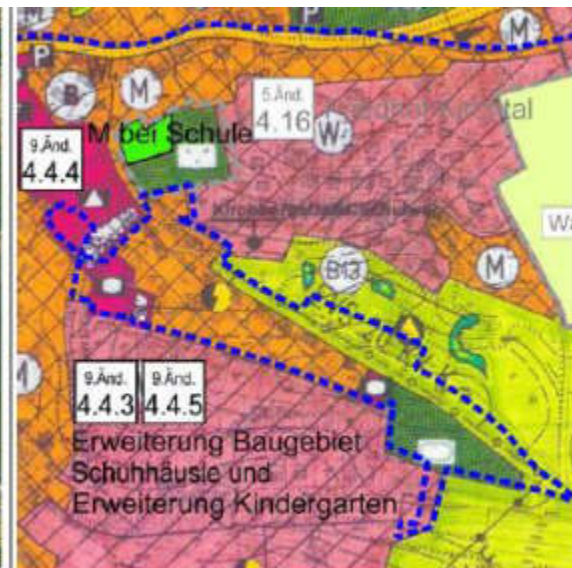 M
M
P
P
B
M
5.Änd.
4.16
W
M bei Schule
9.Änd.
4.4.4
Wa
B13
M
M
9.Änd.
4.4.3
9.Änd.
4.4.5
Erweiterung Baugebiet
Schuhhäusle und
Erweiterung Kindergarten